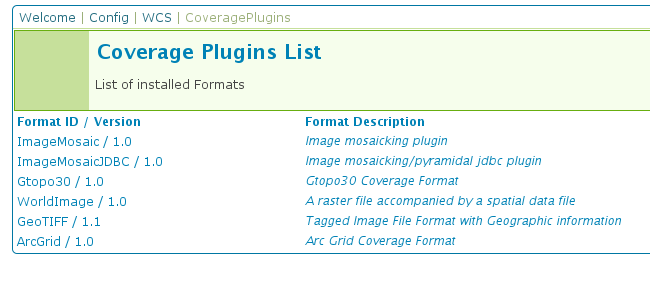 Welcome | Config | WCS | CoveragePlugins
Coverage Plugins List
List of installed Formats
Format ID / Version Format Description
ImageMosaic / 1.0 Image mosaicking plugin
ImageMosaicJDBC / 1.0 Image mosaicking/pyramidal jdbc plugin
Gtopo30 / 1.0 Gtopo30 Coverage Format
WorldImage / 1.0 A raster file accompanied by a spatial data file
GeoTIFF / 1.1 Tagged Image File Format with Geographic information
ArcGrid / 1.0 Arc Grid Coverage Format